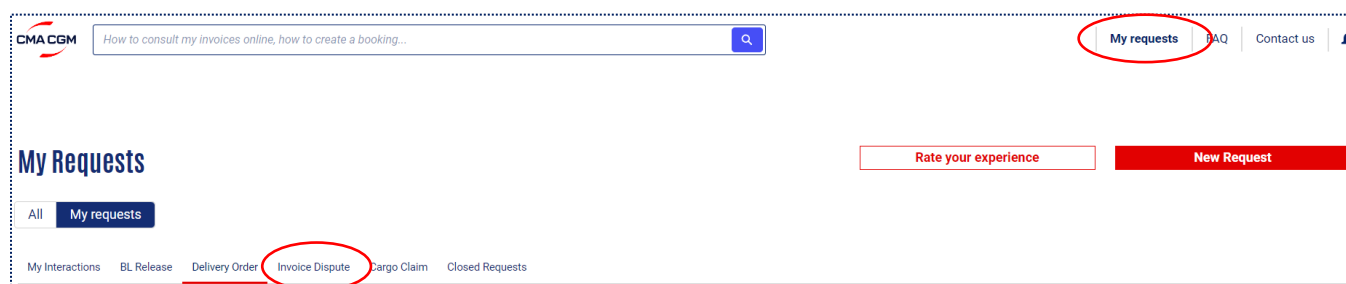 CMA CGM
How to consult my invoices online, how to create a booking...
My requests
FAQ
Contact us
My Requests
Rate your experience
New Request
All
My requests
My Interactions
BL Release
Delivery Order
Invoice Dispute
Cargo Claim
Closed Requests